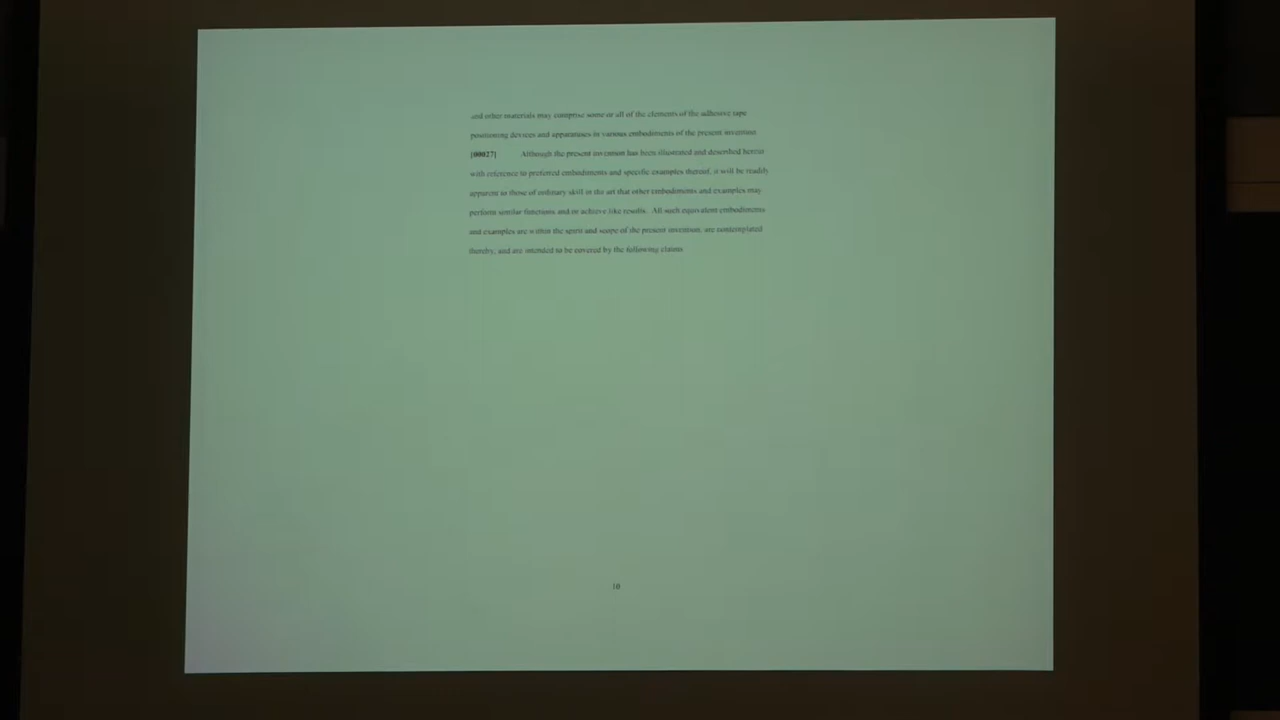 and other materials may comprise some or all of the elements of the adhesive tape
positioning devices and apparatuses in various embodiments of the present invention
[00027] Although the present invention has been illustrated and described herein
with reference to preferred embodiments and specific examples thereof, it will be readily
apparent to those of ordinary skill in the art that other embodiments and examples may
perform similar functions and/or achieve like results. All such equivalent embodiments
and examples are within the spirit and scope of the present invention, are contemplated
thereby, and are intended to be covered by the following claims
10